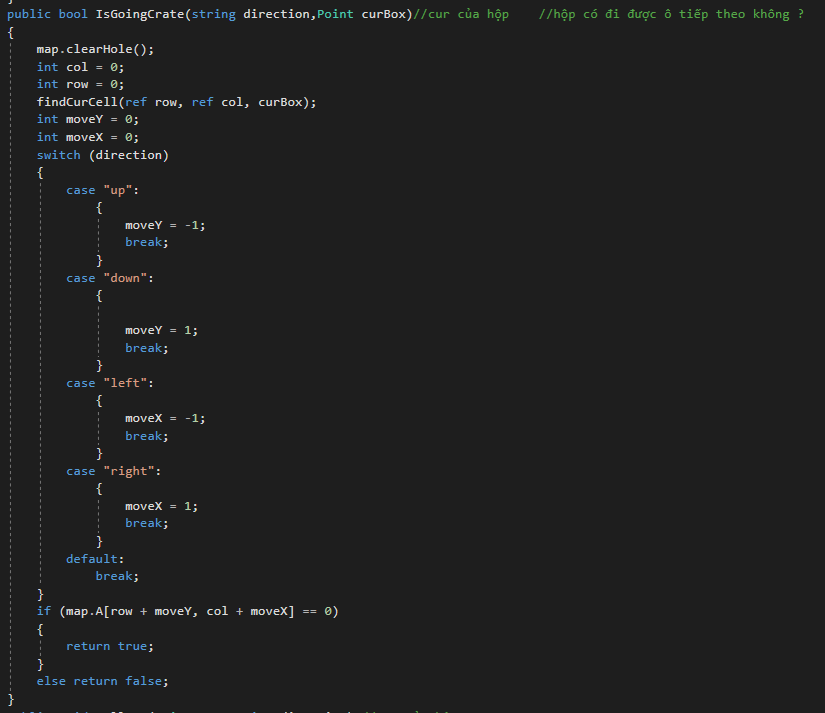 public bool IsGoingCrate(string direction,Point curBox)//cur của hộp    //hộp có đi được ô tiếp theo không ?
{
    map.clearHole();
    int col = 0;
    int row = 0;
    findCurCell(ref row, ref col, curBox);
    int moveY = 0;
    int moveX = 0;
    switch (direction)
    {
        case "up":
            {
                moveY = -1;
                break;
            }
        case "down":
            {
                moveY = 1;
                break;
            }
        case "left":
            {
                moveX = -1;
                break;
            }
        case "right":
            {
                moveX = 1;
                break;
            }
        default:
            break;
    }
    if (map.A[row + moveY, col + moveX] == 0)
    {
        return true;
    }
    else return false;
}